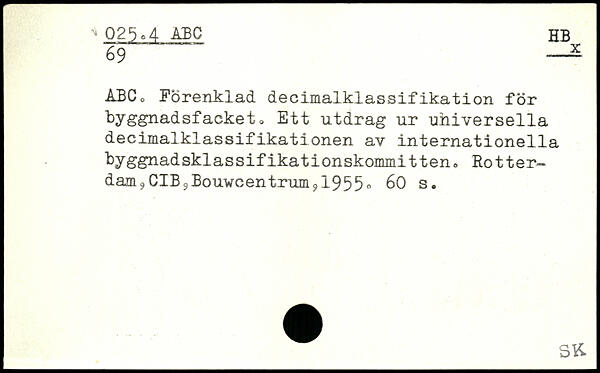 025.4 ABC
69
HB
x
ABC. Förenklad decimalklassifikation för
byggnadsfacket. Ett utdrag ur universella
decimalklassifikationen av internationella
byggnadsklassifikationskommitten. Rotter-
dam,CIB,Bouwcentrum,1955. 60 s.
SK